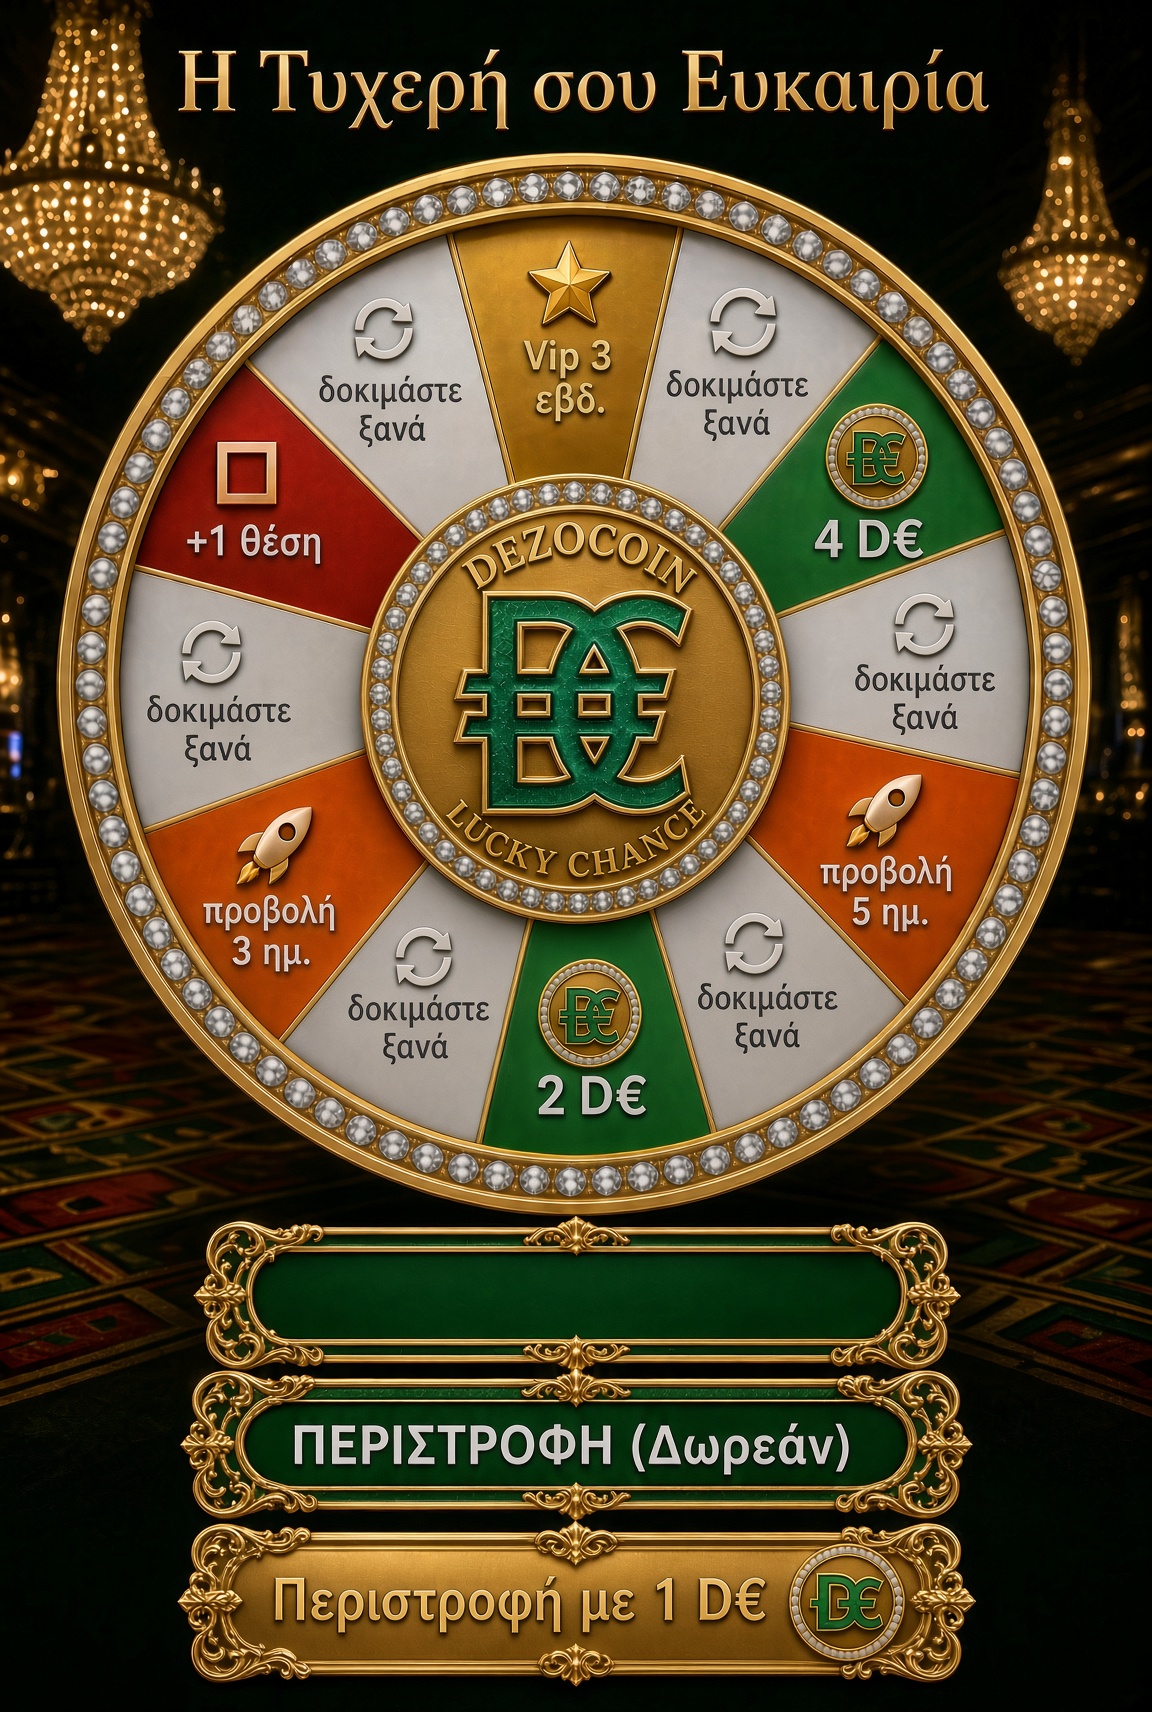 Η Τυχερή σου Ευκαιρία
Vip 3
εβδ.
δοκιμάστε
ξανά
4 D€
δοκιμάστε
ξανά
προβολή
5 ημ.
δοκιμάστε
ξανά
2 D€
δοκιμάστε
ξανά
προβολή
3 ημ.
δοκιμάστε
ξανά
+1 θέση
δοκιμάστε
ξανά
DEZOCOIN
LUCKY CHANCE
ΠΕΡΙΣΤΡΟΦΗ (Δωρεάν)
Περιστροφή με 1 D€